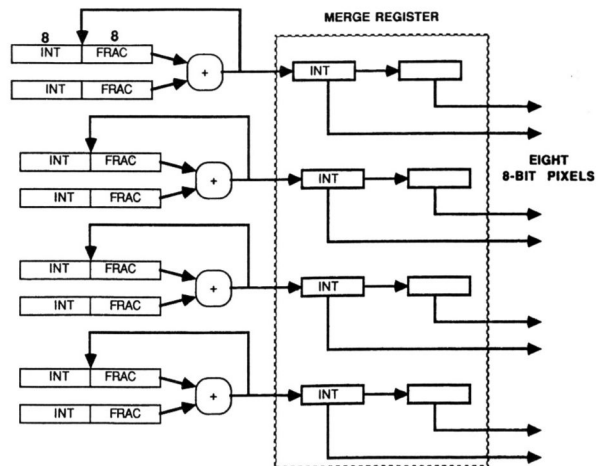 MERGE REGISTER
8 8
INT FRAC
+
INT
INT FRAC
EIGHT
8-BIT PIXELS
INT FRAC
+
INT
INT FRAC
INT FRAC
+
INT
INT FRAC
INT FRAC
+
INT
INT FRAC